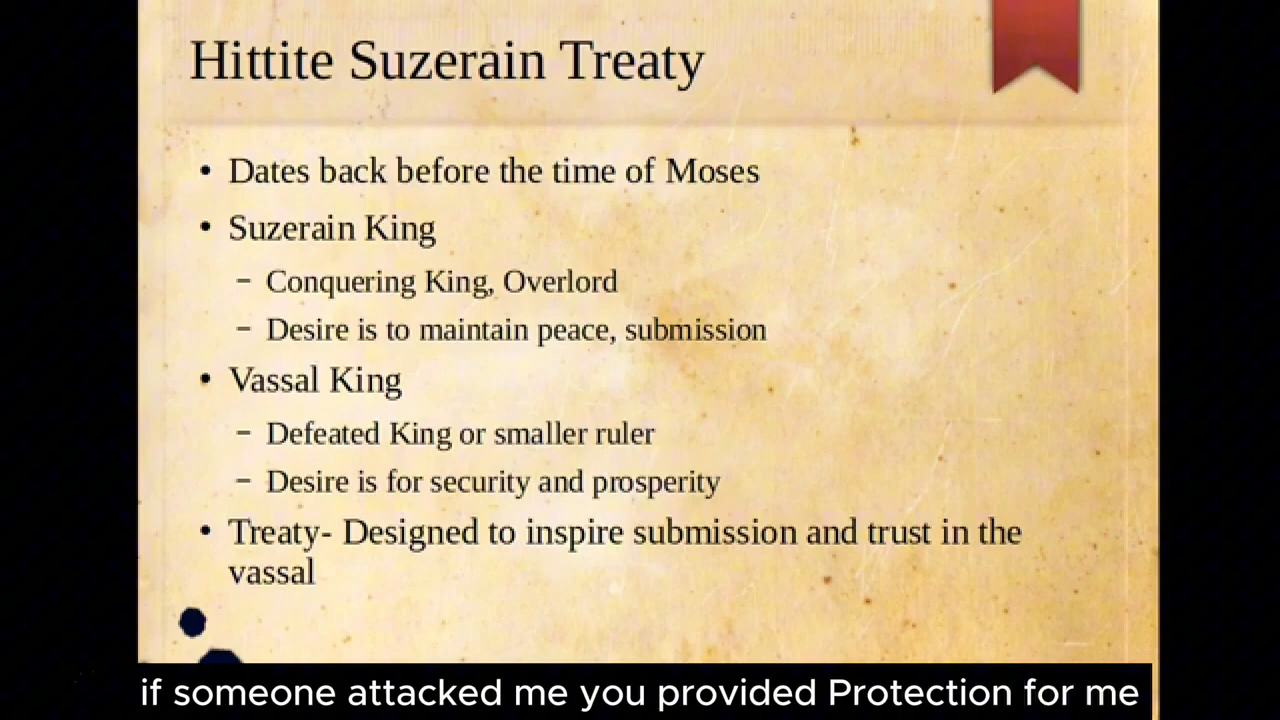 Hittite Suzerain Treaty
• Dates back before the time of Moses
• Suzerain King
– Conquering King, Overlord
– Desire is to maintain peace, submission
• Vassal King
– Defeated King or smaller ruler
– Desire is for security and prosperity
• Treaty- Designed to inspire submission and trust in the
vassal
if someone attacked me you provided Protection for me